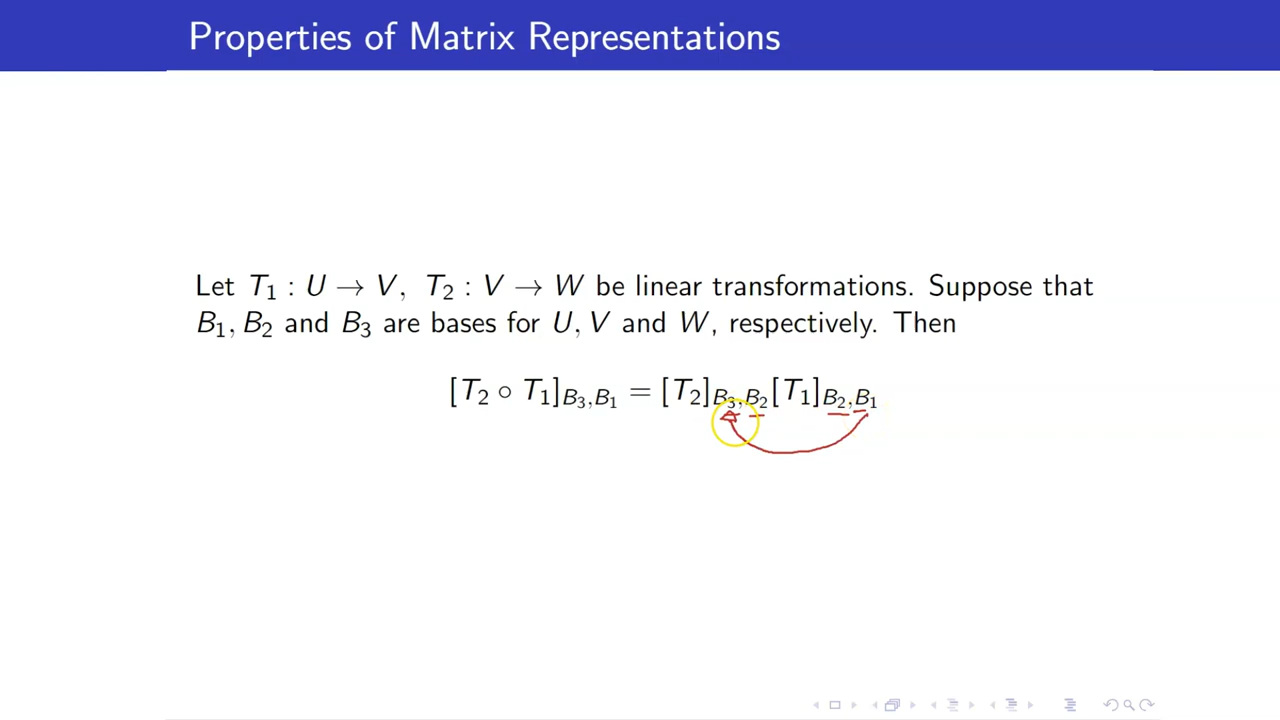 Properties of Matrix Representations
Let T₁ : U → V, T₂ : V → W be linear transformations. Suppose that
B₁, B₂ and B₃ are bases for U, V and W, respectively. Then
[T₂ ∘ T₁]_{B₃,B₁} = [T₂]_{B₃,B₂}[T₁]_{B₂,B₁}